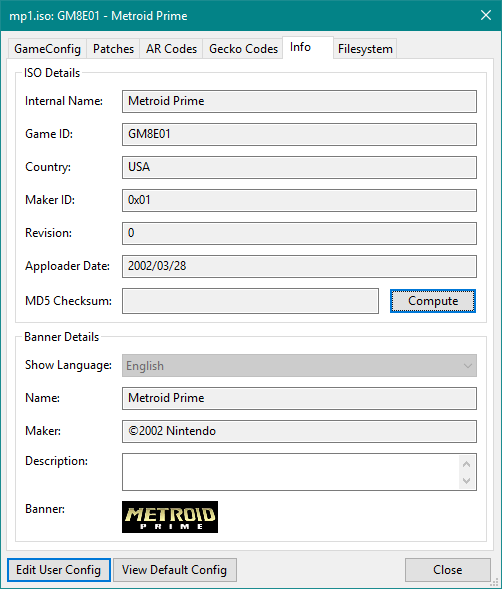 mp1.iso: GM8E01 - Metroid Prime
GameConfig Patches AR Codes Gecko Codes Info Filesystem
ISO Details
Internal Name: Metroid Prime
Game ID: GM8E01
Country: USA
Maker ID: 0x01
Revision: 0
Apploader Date: 2002/03/28
MD5 Checksum: Compute
Banner Details
Show Language: English
Name: Metroid Prime
Maker: ©2002 Nintendo
Description:
Banner: METROID
PRIME
Edit User Config View Default Config Close